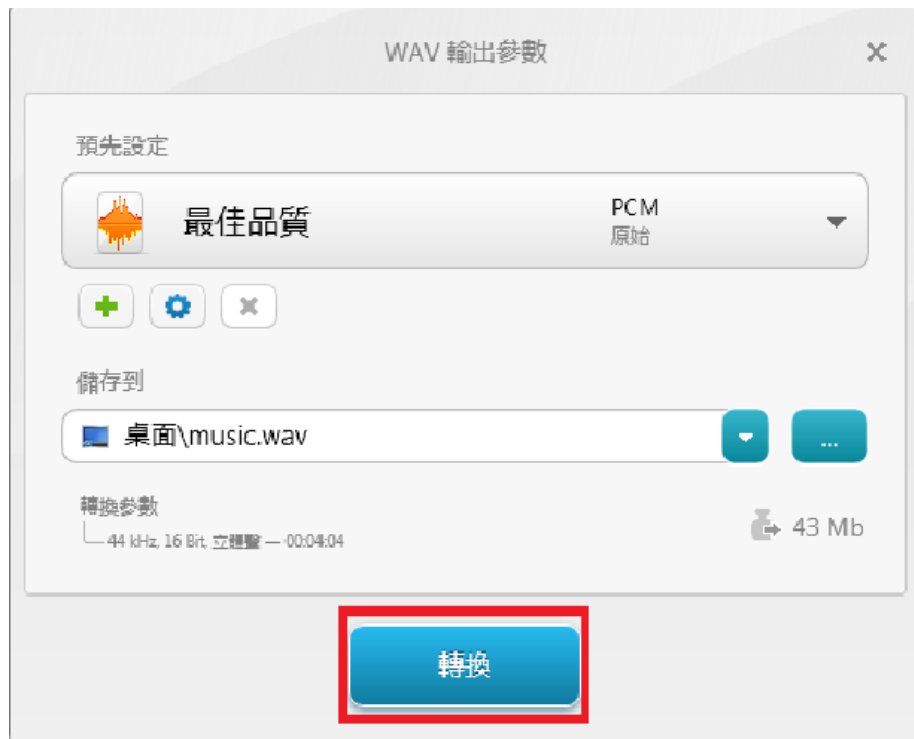 WAV 輸出參數
預先設定
最佳品質
PCM
原始
儲存到
桌面\music.wav
...
轉換參數
44 kHz, 16 Bit, 立體聲 — 00:04:04
43 Mb
轉換